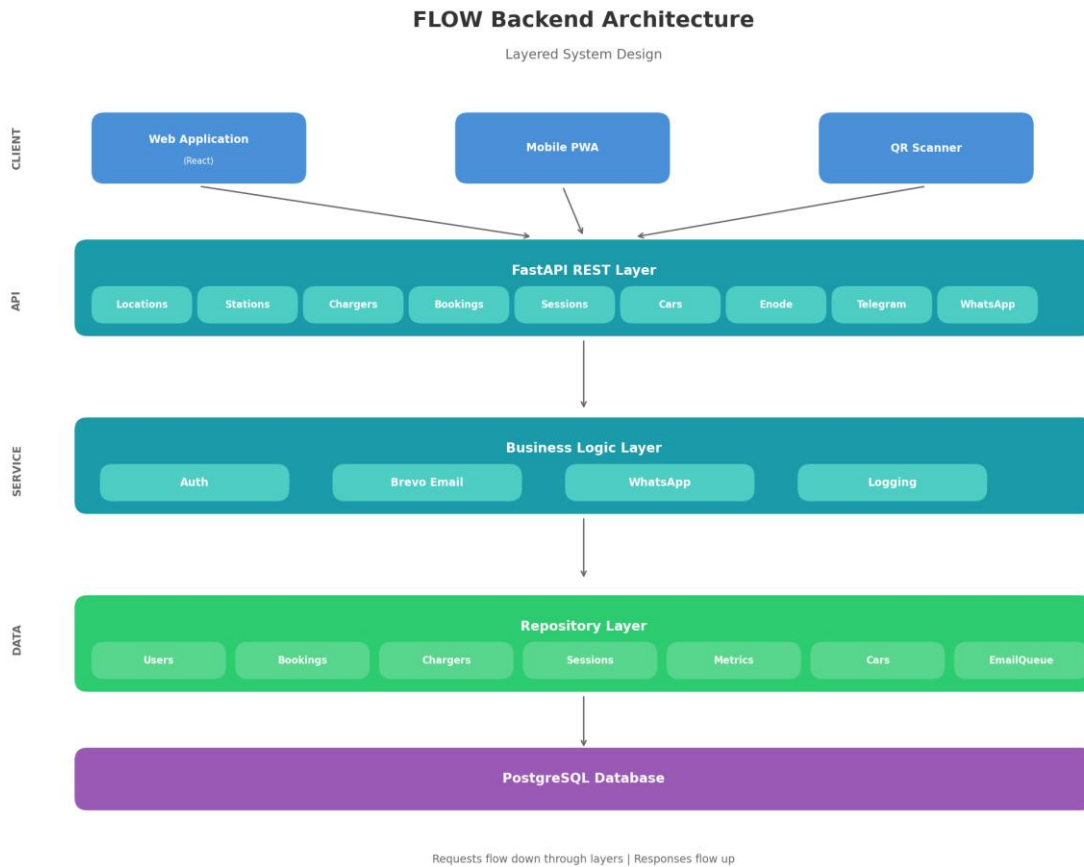 FLOW Backend Architecture
Layered System Design
CLIENT
Web Application
(React)
Mobile PWA
QR Scanner
API
FastAPI REST Layer
Locations
Stations
Chargers
Bookings
Sessions
Cars
Enode
Telegram
WhatsApp
SERVICE
Business Logic Layer
Auth
Brevo Email
WhatsApp
Logging
DATA
Repository Layer
Users
Bookings
Chargers
Sessions
Metrics
Cars
EmailQueue
PostgreSQL Database
Requests flow down through layers | Responses flow up